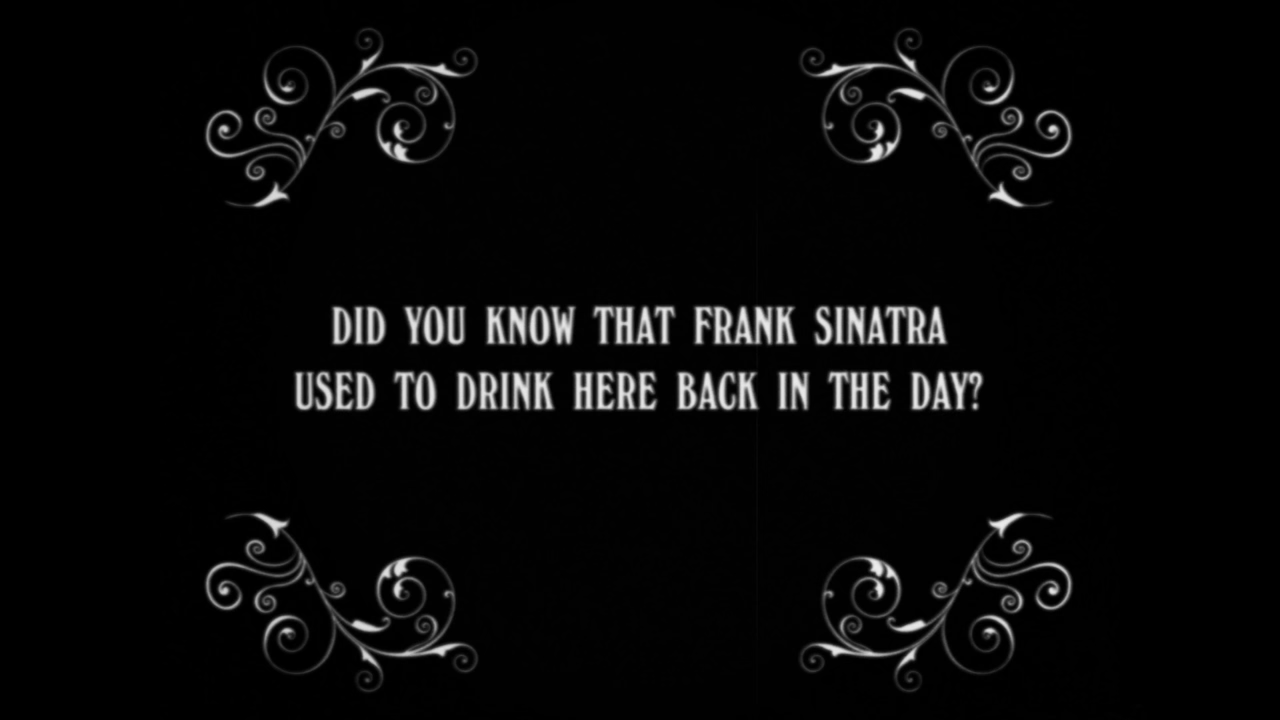 DID YOU KNOW THAT FRANK SINATRA
USED TO DRINK HERE BACK IN THE DAY?